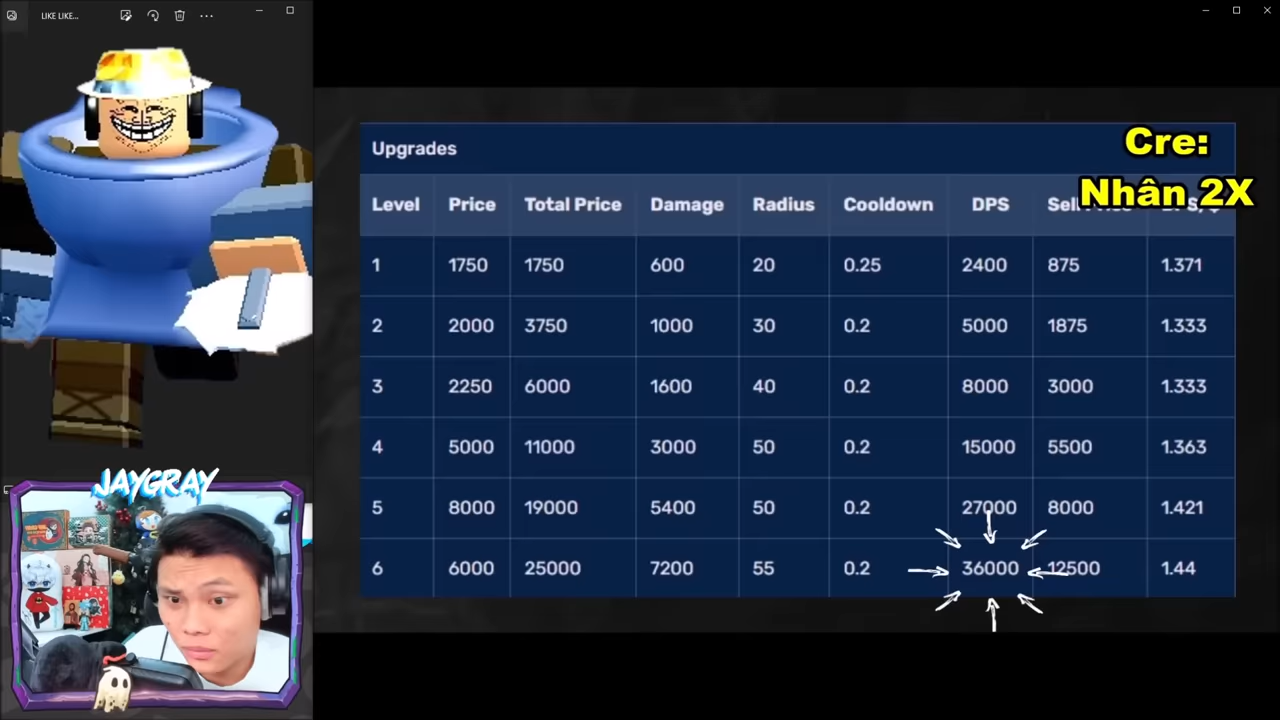 LIKE LIKE...
Cre:
Nhân 2X
Upgrades
Level Price Total Price Damage Radius Cooldown DPS
1 1750 1750 600 20 0.25 2400 875 1.371
2 2000 3750 1000 30 0.2 5000 1875 1.333
3 2250 6000 1600 40 0.2 8000 3000 1.333
4 5000 11000 3000 50 0.2 15000 5500 1.363
5 8000 19000 5400 50 0.2 27000 8000 1.421
6 6000 25000 7200 55 0.2 36000 12500 1.44
JAYGRAY